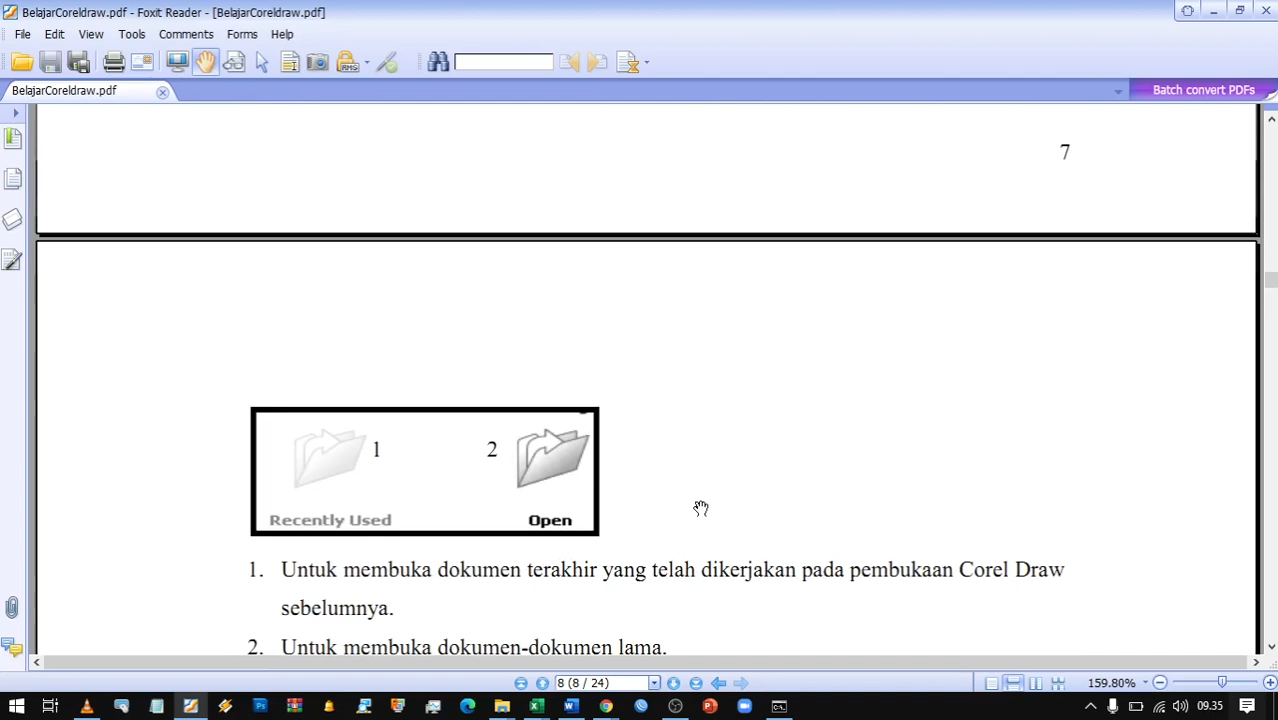 BelajarCoreldraw.pdf - Foxit Reader - [BelajarCoreldraw.pdf]
File Edit View Tools Comments Forms Help
RMS
BelajarCoreldraw.pdf
Batch convert PDFs
7
1 2
Recently Used Open
1. Untuk membuka dokumen terakhir yang telah dikerjakan pada pembukaan Corel Draw
sebelumnya.
2. Untuk membuka dokumen-dokumen lama.
8 (8 / 24)
159.80%
09.35